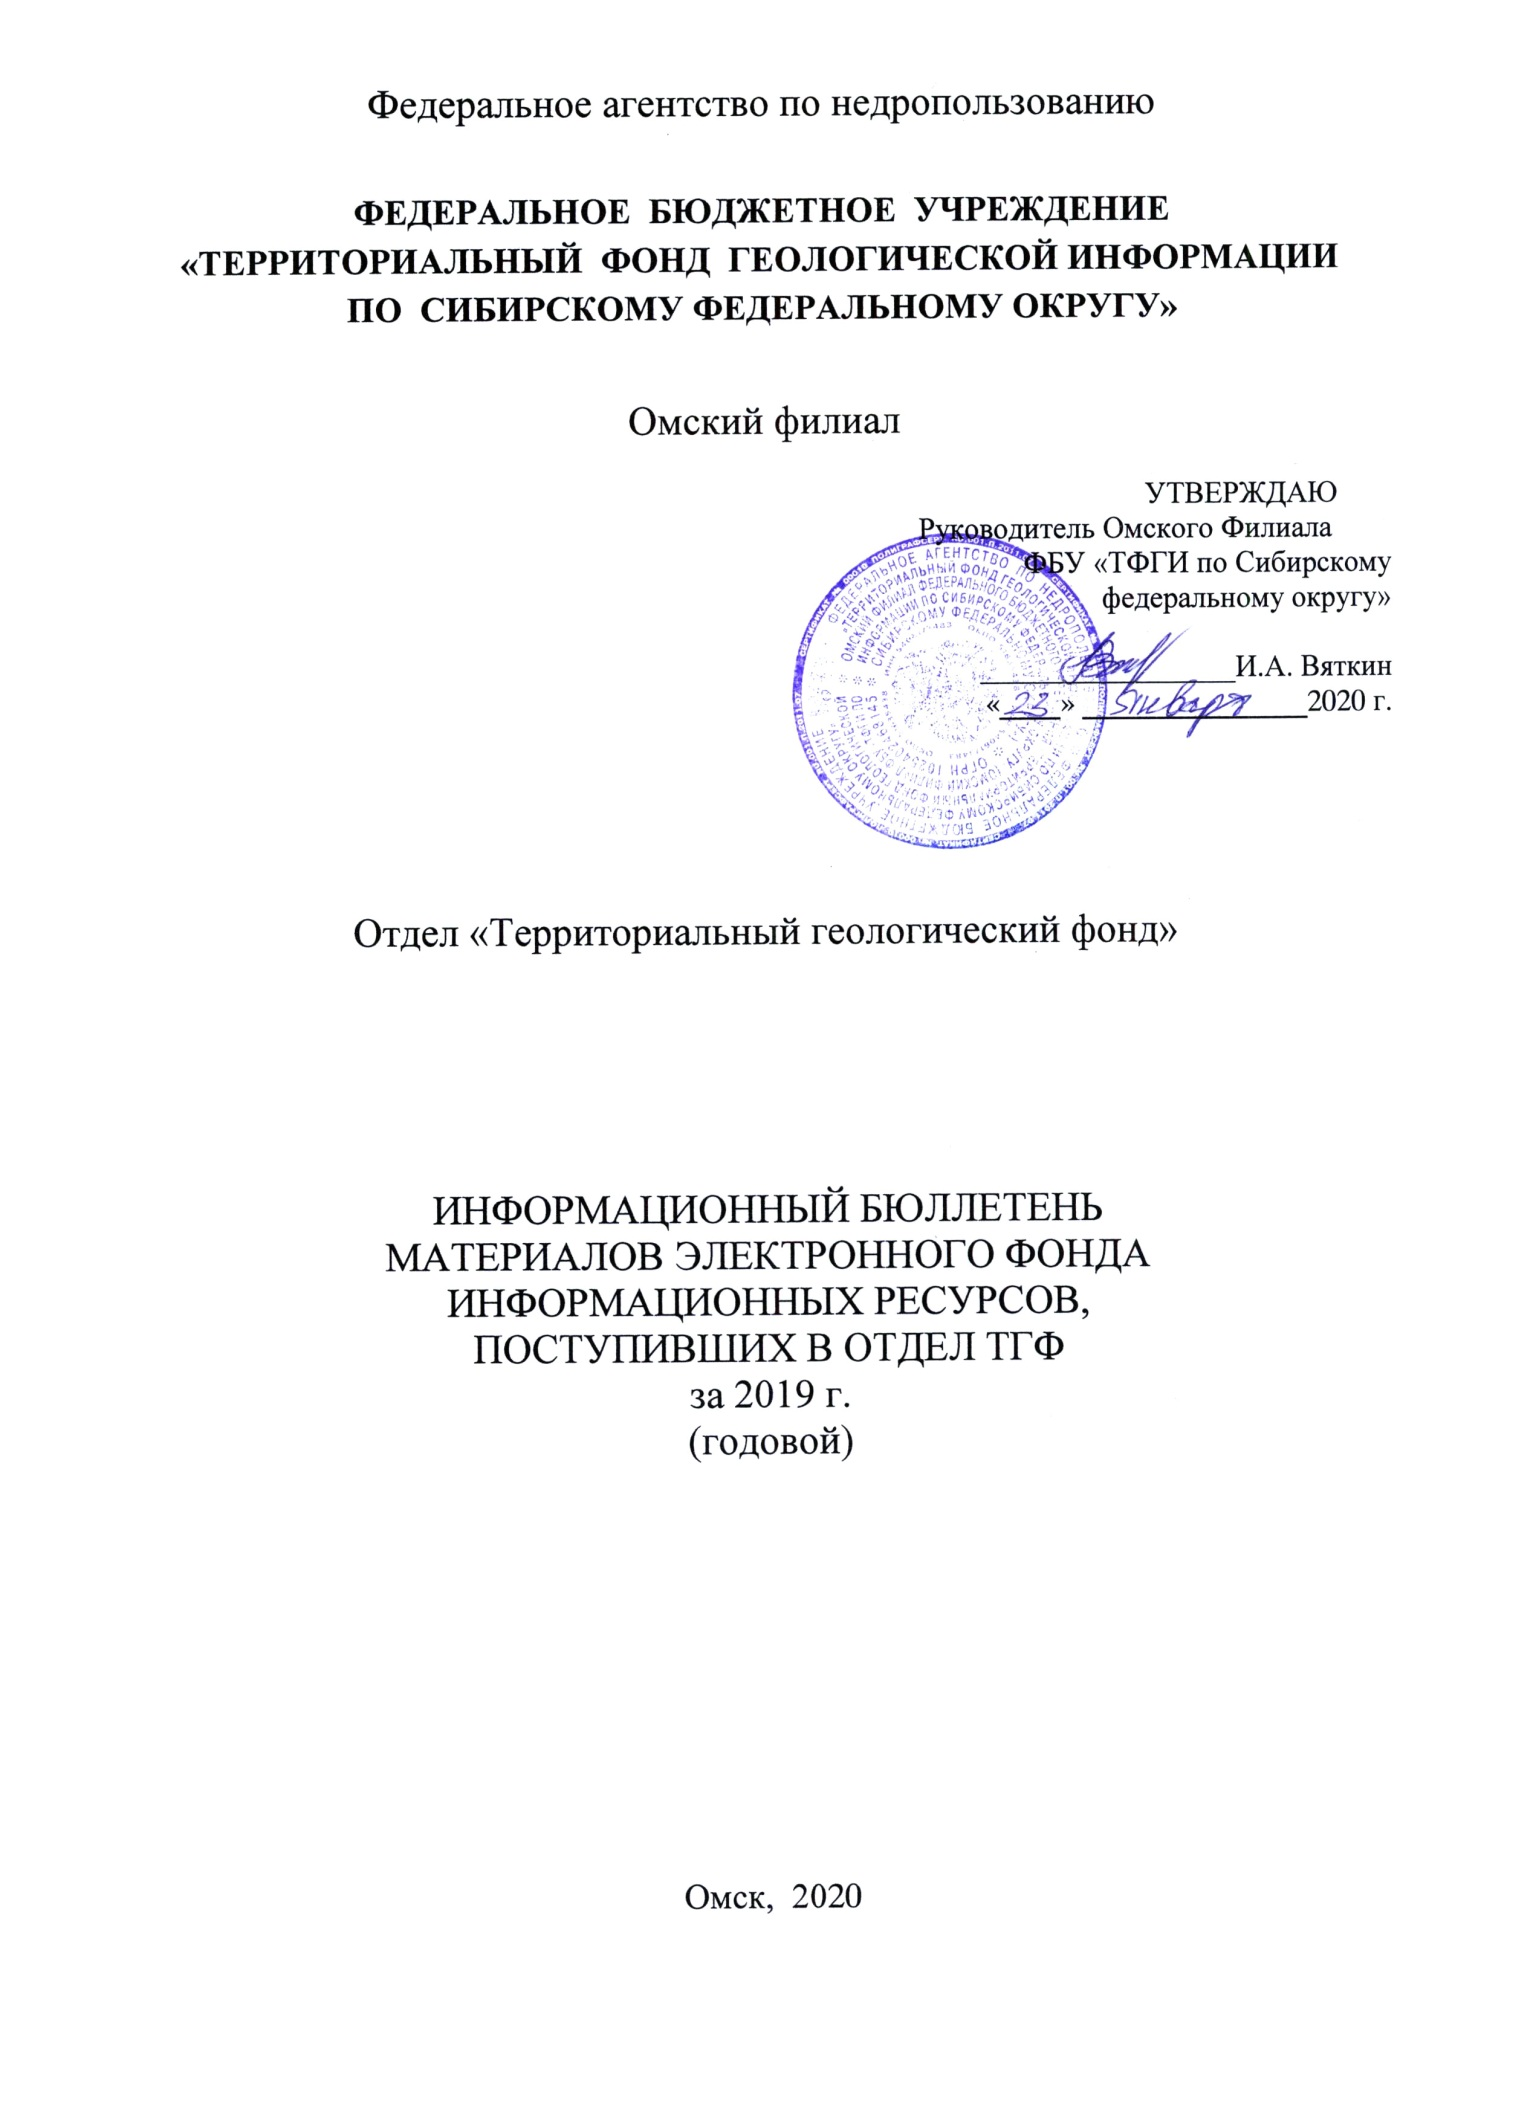 Федеральное агентство по недропользованию
ФЕДЕРАЛЬНОЕ БЮДЖЕТНОЕ УЧРЕЖДЕНИЕ
«ТЕРРИТОРИАЛЬНЫЙ ФОНД ГЕОЛОГИЧЕСКОЙ ИНФОРМАЦИИ
ПО СИБИРСКОМУ ФЕДЕРАЛЬНОМУ ОКРУГУ»
Омский филиал
УТВЕРЖДАЮ
Руководитель Омского Филиала
ФБУ «ТФГИ по Сибирскому
федеральному округу»
И.А. Вяткин
«23» января 2020 г.
Отдел «Территориальный геологический фонд»
ИНФОРМАЦИОННЫЙ БЮЛЛЕТЕНЬ
МАТЕРИАЛОВ ЭЛЕКТРОННОГО ФОНДА
ИНФОРМАЦИОННЫХ РЕСУРСОВ,
ПОСТУПИВШИХ В ОТДЕЛ ТГФ
за 2019 г.
(годовой)
Омск, 2020